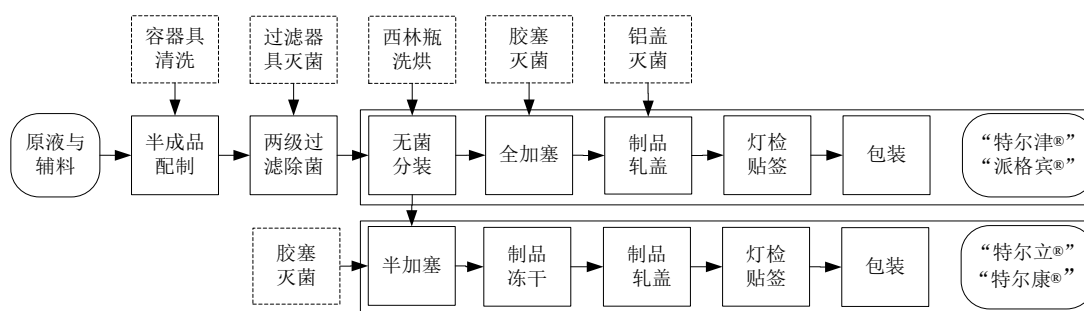 容器具
清洗
过滤器
具灭菌
西林瓶
洗烘
胶塞
灭菌
铝盖
灭菌
原液与
辅料
半成品
配制
两级过
滤除菌
无菌
分装
全加塞
制品
轧盖
灯检
贴签
包装
“特尔津®”
“派格宾®”
胶塞
灭菌
半加塞
制品
冻干
制品
轧盖
灯检
贴签
包装
“特尔立®”
“特尔康®”